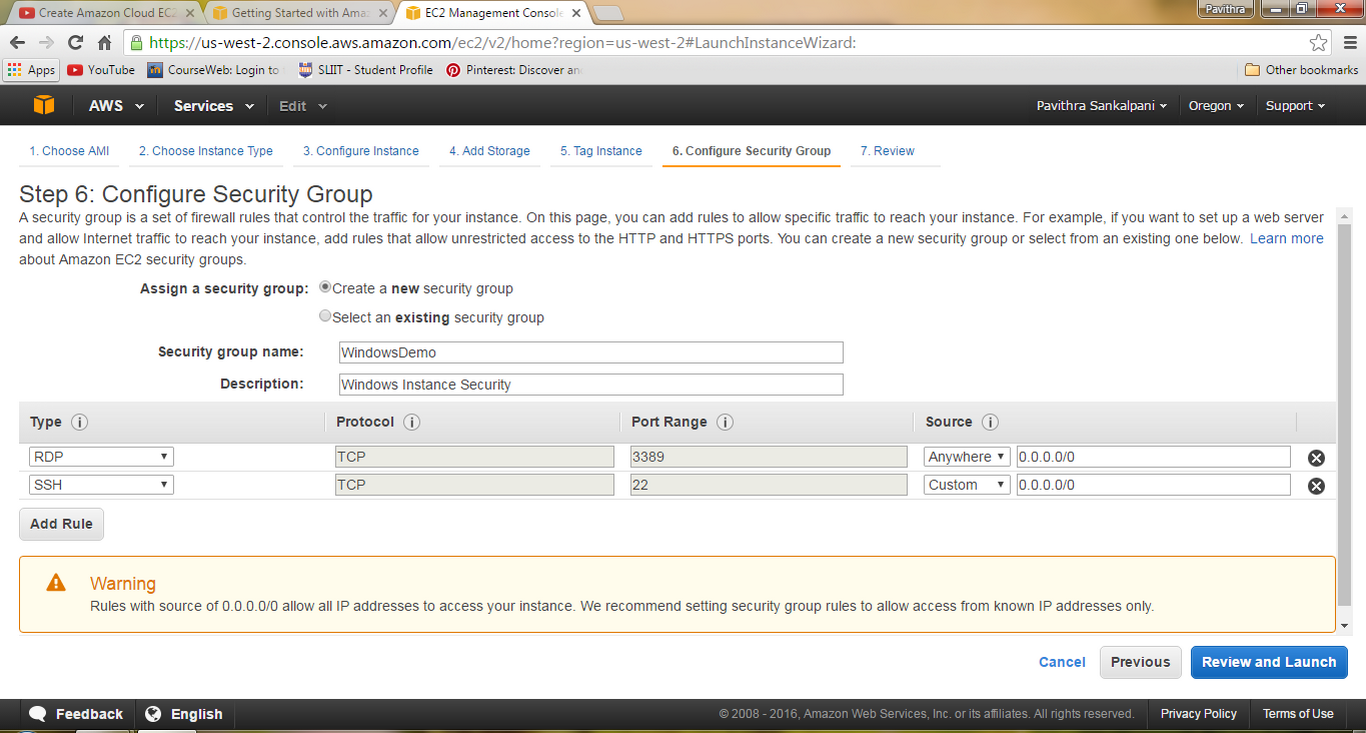 Create Amazon Cloud EC2
Getting Started with Amaz
EC2 Management Console
Pavithra
https://us-west-2.console.aws.amazon.com/ec2/v2/home?region=us-west-2#LaunchInstanceWizard:
Apps YouTube CourseWeb: Login to SLIIT - Student Profile Pinterest: Discover an Other bookmarks
AWS Services Edit Pavithra Sankalpani Oregon Support
1. Choose AMI 2. Choose Instance Type 3. Configure Instance 4. Add Storage 5. Tag Instance 6. Configure Security Group 7. Review
Step 6: Configure Security Group
A security group is a set of firewall rules that control the traffic for your instance. On this page, you can add rules to allow specific traffic to reach your instance. For example, if you want to set up a web server
and allow Internet traffic to reach your instance, add rules that allow unrestricted access to the HTTP and HTTPS ports. You can create a new security group or select from an existing one below. Learn more
about Amazon EC2 security groups.
Assign a security group: Create a new security group
Select an existing security group
Security group name: WindowsDemo
Description: Windows Instance Security
Type Protocol Port Range Source
RDP TCP 3389 Anywhere 0.0.0.0/0
SSH TCP 22 Custom 0.0.0.0/0
Add Rule
Warning
Rules with source of 0.0.0.0/0 allow all IP addresses to access your instance. We recommend setting security group rules to allow access from known IP addresses only.
Cancel Previous Review and Launch
Feedback English © 2008 - 2016, Amazon Web Services, Inc. or its affiliates. All rights reserved. Privacy Policy Terms of Use